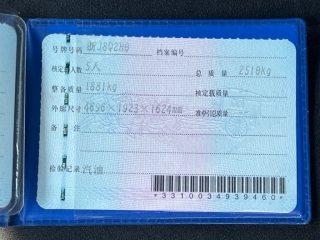 号牌号码 浙J8Q2H8 档案编号
核定载人数 5人 总质量 2510kg
整备质量 1881kg 核定载质量
外廓尺寸 4696×1923×1624mm 准牵引总质量
备注
检验记录 汽油
*3310034939460*